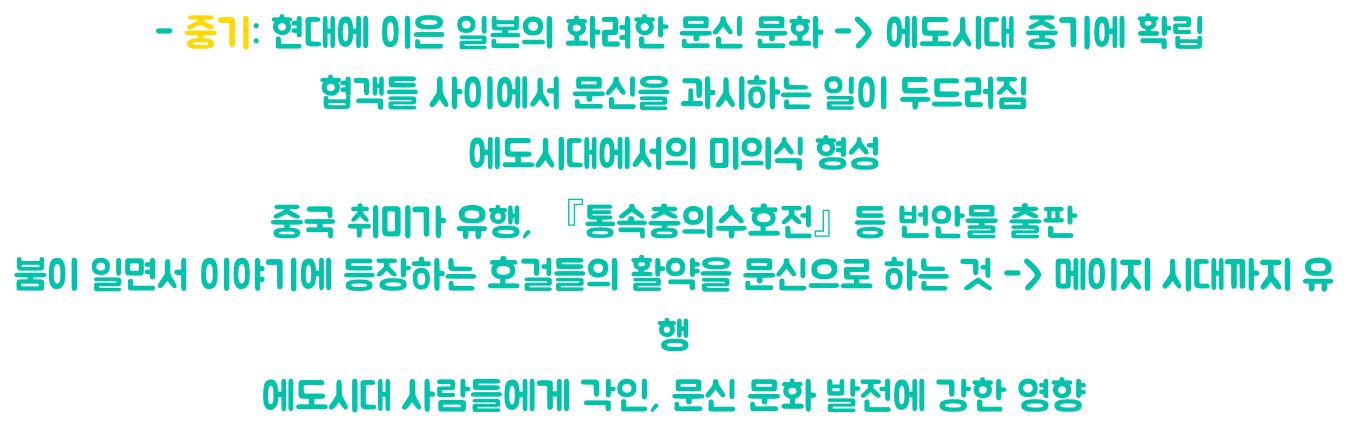 - 중기: 현대에 이은 일본의 화려한 문신 문화 -> 에도시대 중기에 확립
협객들 사이에서 문신을 과시하는 일이 두드러짐
에도시대에서의 미의식 형성
중국 취미가 유행, 『통속충의수호전』 등 번안물 출판
붐이 일면서 이야기에 등장하는 호걸들의 활약을 문신으로 하는 것 -> 메이지 시대까지 유
행
에도시대 사람들에게 각인, 문신 문화 발전에 강한 영향